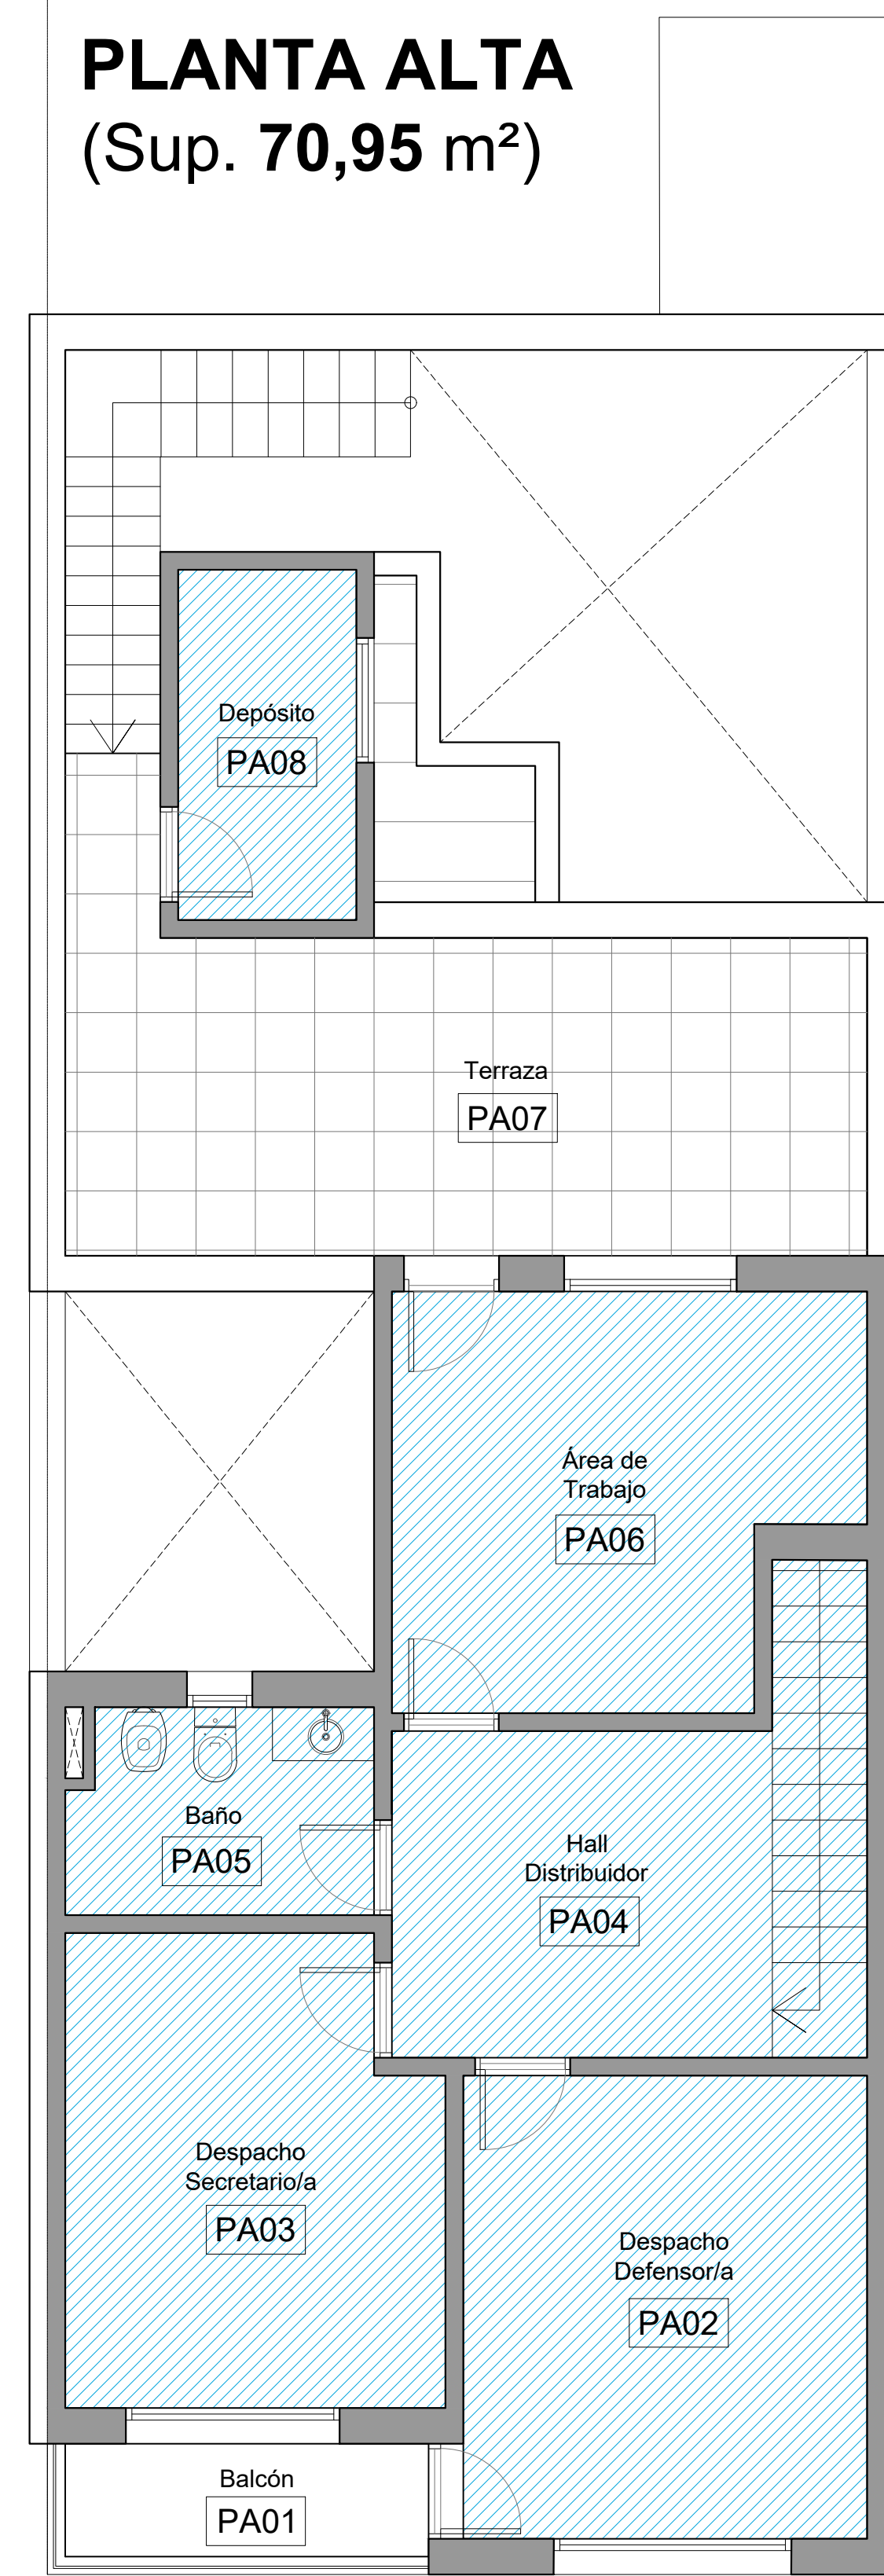 PLANTA ALTA
(Sup. 70,95 m²)
Depósito
PA08
Terraza
PA07
Área de
Trabajo
PA06
Baño
PA05
Hall
Distribuidor
PA04
Despacho
Secretario/a
PA03
Despacho
Defensor/a
PA02
Balcón
PA01